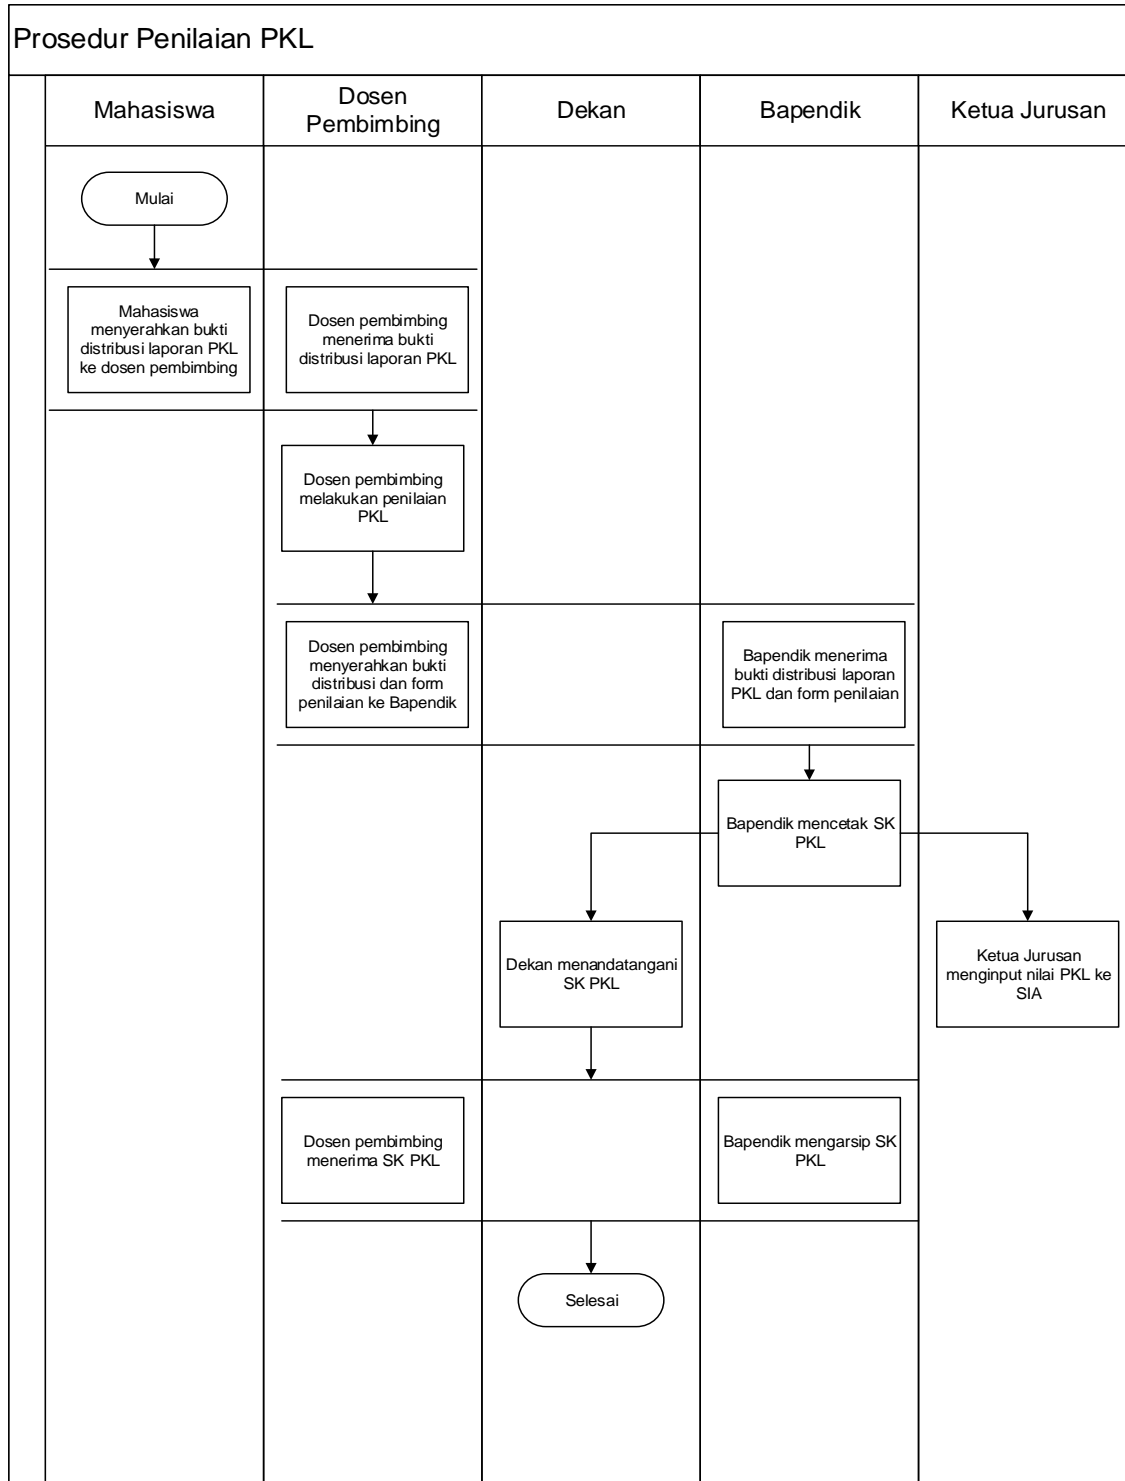 Prosedur Penilaian PKL
Mahasiswa
Dosen
Pembimbing
Dekan
Bapendik
Ketua Jurusan
Mulai
Mahasiswa
menyerahkan bukti
distribusi laporan PKL
ke dosen pembimbing
Dosen pembimbing
menerima bukti
distribusi laporan PKL
Dosen pembimbing
melakukan penilaian
PKL
Dosen pembimbing
menyerahkan bukti
distribusi dan form
penilaian ke Bapendik
Bapendik menerima
bukti distribusi laporan
PKL dan form penilaian
Bapendik mencetak SK
PKL
Dekan menandatangani
SK PKL
Ketua Jurusan
menginput nilai PKL ke
SIA
Dosen pembimbing
menerima SK PKL
Bapendik mengarsip SK
PKL
Selesai